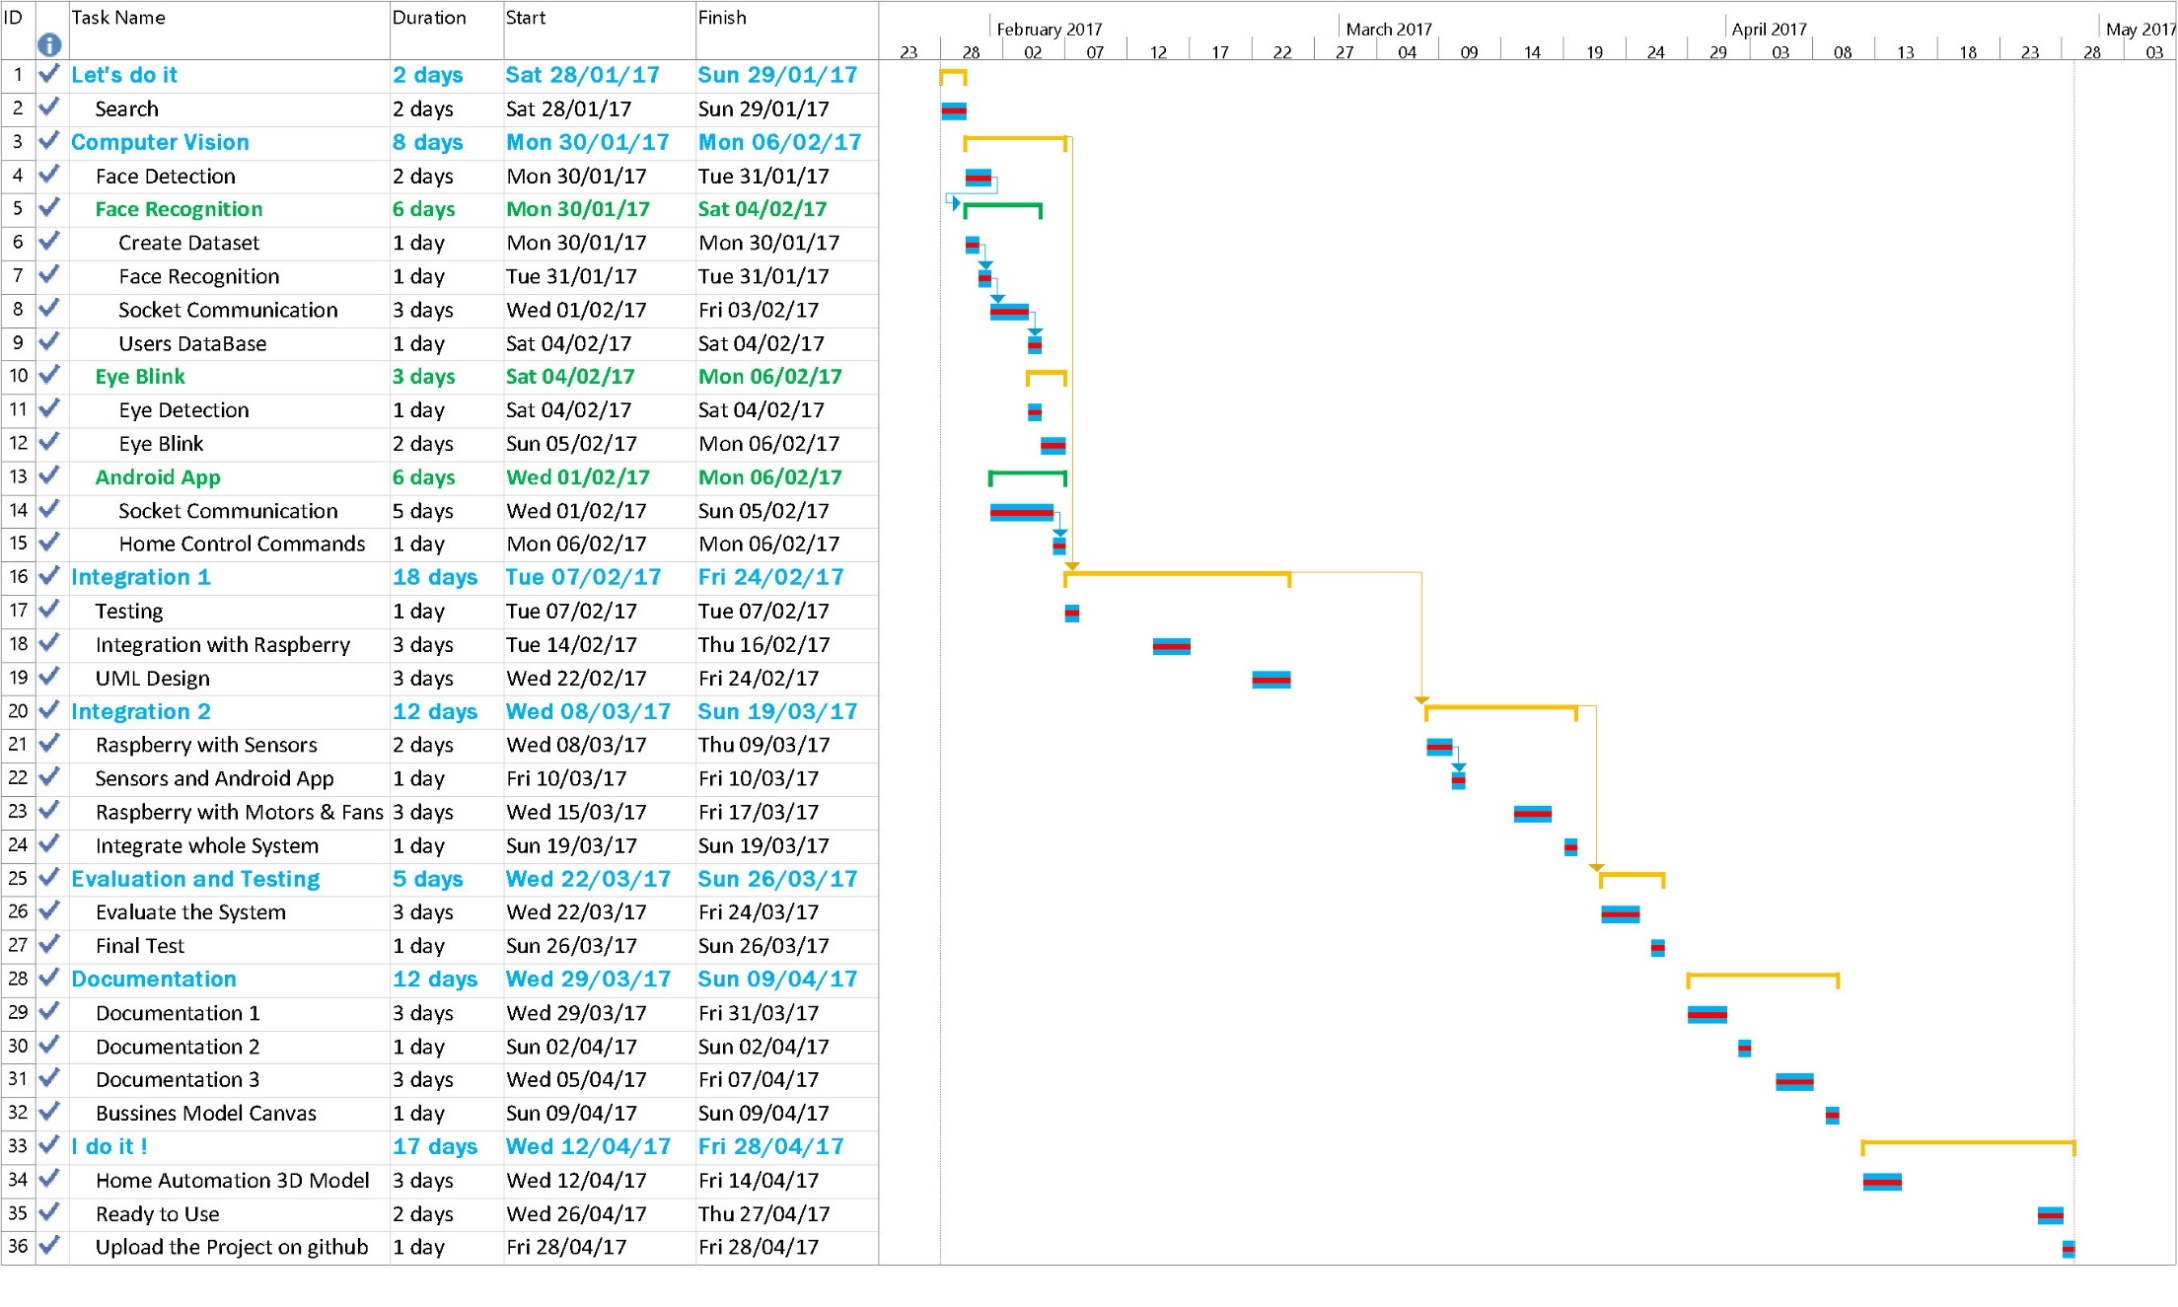 ID Task Name Duration Start Finish
February 2017 March 2017 April 2017 May 2017
23 28 02 07 12 17 22 27 04 09 14 19 24 29 03 08 13 18 23 28 03
1 Let's do it 2 days Sat 28/01/17 Sun 29/01/17
2 Search 2 days Sat 28/01/17 Sun 29/01/17
3 Computer Vision 8 days Mon 30/01/17 Mon 06/02/17
4 Face Detection 2 days Mon 30/01/17 Tue 31/01/17
5 Face Recognition 6 days Mon 30/01/17 Sat 04/02/17
6 Create Dataset 1 day Mon 30/01/17 Mon 30/01/17
7 Face Recognition 1 day Tue 31/01/17 Tue 31/01/17
8 Socket Communication 3 days Wed 01/02/17 Fri 03/02/17
9 Users DataBase 1 day Sat 04/02/17 Sat 04/02/17
10 Eye Blink 3 days Sat 04/02/17 Mon 06/02/17
11 Eye Detection 1 day Sat 04/02/17 Sat 04/02/17
12 Eye Blink 2 days Sun 05/02/17 Mon 06/02/17
13 Android App 6 days Wed 01/02/17 Mon 06/02/17
14 Socket Communication 5 days Wed 01/02/17 Sun 05/02/17
15 Home Control Commands 1 day Mon 06/02/17 Mon 06/02/17
16 Integration 1 18 days Tue 07/02/17 Fri 24/02/17
17 Testing 1 day Tue 07/02/17 Tue 07/02/17
18 Integration with Raspberry 3 days Tue 14/02/17 Thu 16/02/17
19 UML Design 3 days Wed 22/02/17 Fri 24/02/17
20 Integration 2 12 days Wed 08/03/17 Sun 19/03/17
21 Raspberry with Sensors 2 days Wed 08/03/17 Thu 09/03/17
22 Sensors and Android App 1 day Fri 10/03/17 Fri 10/03/17
23 Raspberry with Motors & Fans 3 days Wed 15/03/17 Fri 17/03/17
24 Integrate whole System 1 day Sun 19/03/17 Sun 19/03/17
25 Evaluation and Testing 5 days Wed 22/03/17 Sun 26/03/17
26 Evaluate the System 3 days Wed 22/03/17 Fri 24/03/17
27 Final Test 1 day Sun 26/03/17 Sun 26/03/17
28 Documentation 12 days Wed 29/03/17 Sun 09/04/17
29 Documentation 1 3 days Wed 29/03/17 Fri 31/03/17
30 Documentation 2 1 day Sun 02/04/17 Sun 02/04/17
31 Documentation 3 3 days Wed 05/04/17 Fri 07/04/17
32 Bussines Model Canvas 1 day Sun 09/04/17 Sun 09/04/17
33 I do it ! 17 days Wed 12/04/17 Fri 28/04/17
34 Home Automation 3D Model 3 days Wed 12/04/17 Fri 14/04/17
35 Ready to Use 2 days Wed 26/04/17 Thu 27/04/17
36 Upload the Project on github 1 day Fri 28/04/17 Fri 28/04/17